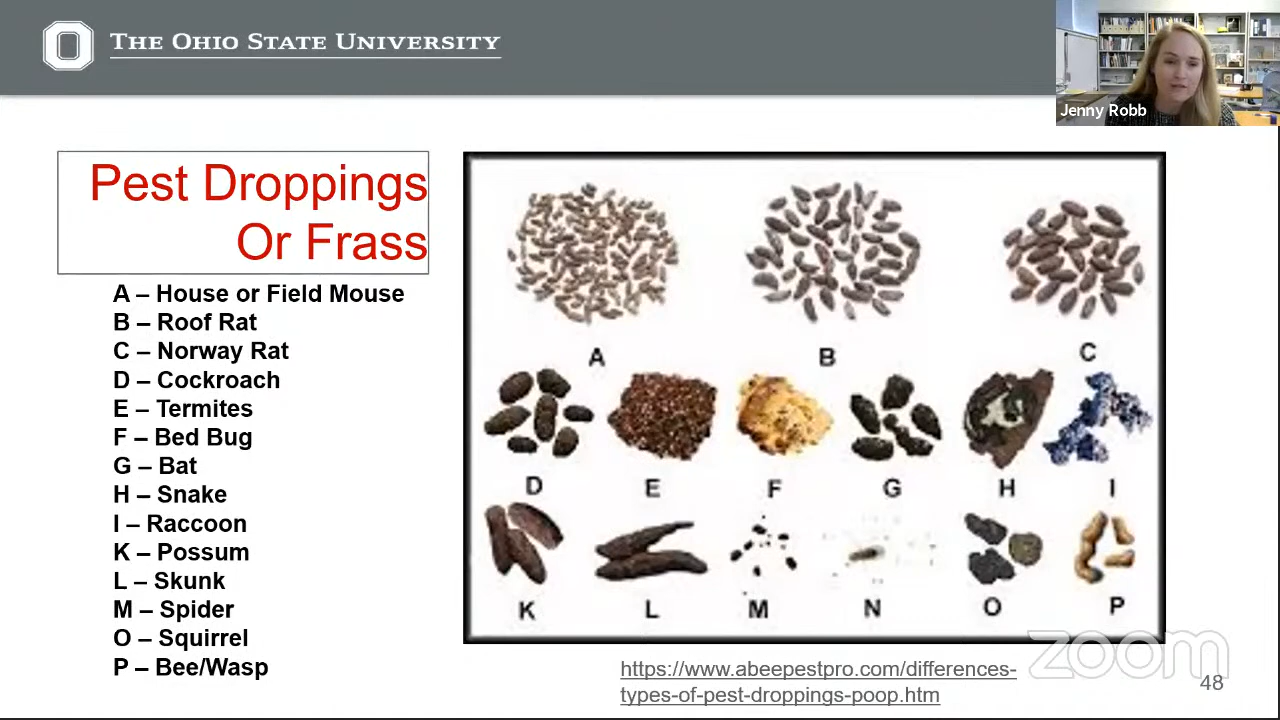 THE OHIO STATE UNIVERSITY
Jenny Robb
Pest Droppings
Or Frass
A – House or Field Mouse
B – Roof Rat
C – Norway Rat
D – Cockroach
E – Termites
F – Bed Bug
G – Bat
H – Snake
I – Raccoon
K – Possum
L – Skunk
M – Spider
O – Squirrel
P – Bee/Wasp
A B C
D E F G H I
K L M N O P
https://www.abeepestpro.com/differences-
types-of-pest-droppings-poop.htm
zoom
48